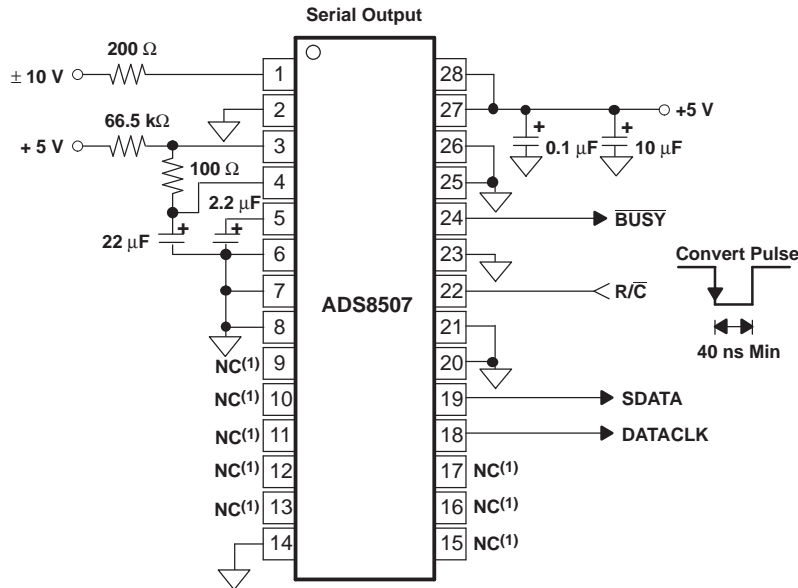 Serial Output
200 Ω
± 10 V
1
28
2
27
+5 V
66.5 kΩ
+ 5 V
3
26
+
0.1 μF
+
10 μF
100 Ω
4
25
2.2 μF
5
24
BUSY
+
+
22 μF
6
23
Convert Pulse
7
ADS8507
22
R/C
8
21
40 ns Min
NC(1)
9
20
NC(1)
10
19
SDATA
NC(1)
11
18
DATACLK
NC(1)
12
17
NC(1)
NC(1)
13
16
NC(1)
14
15
NC(1)